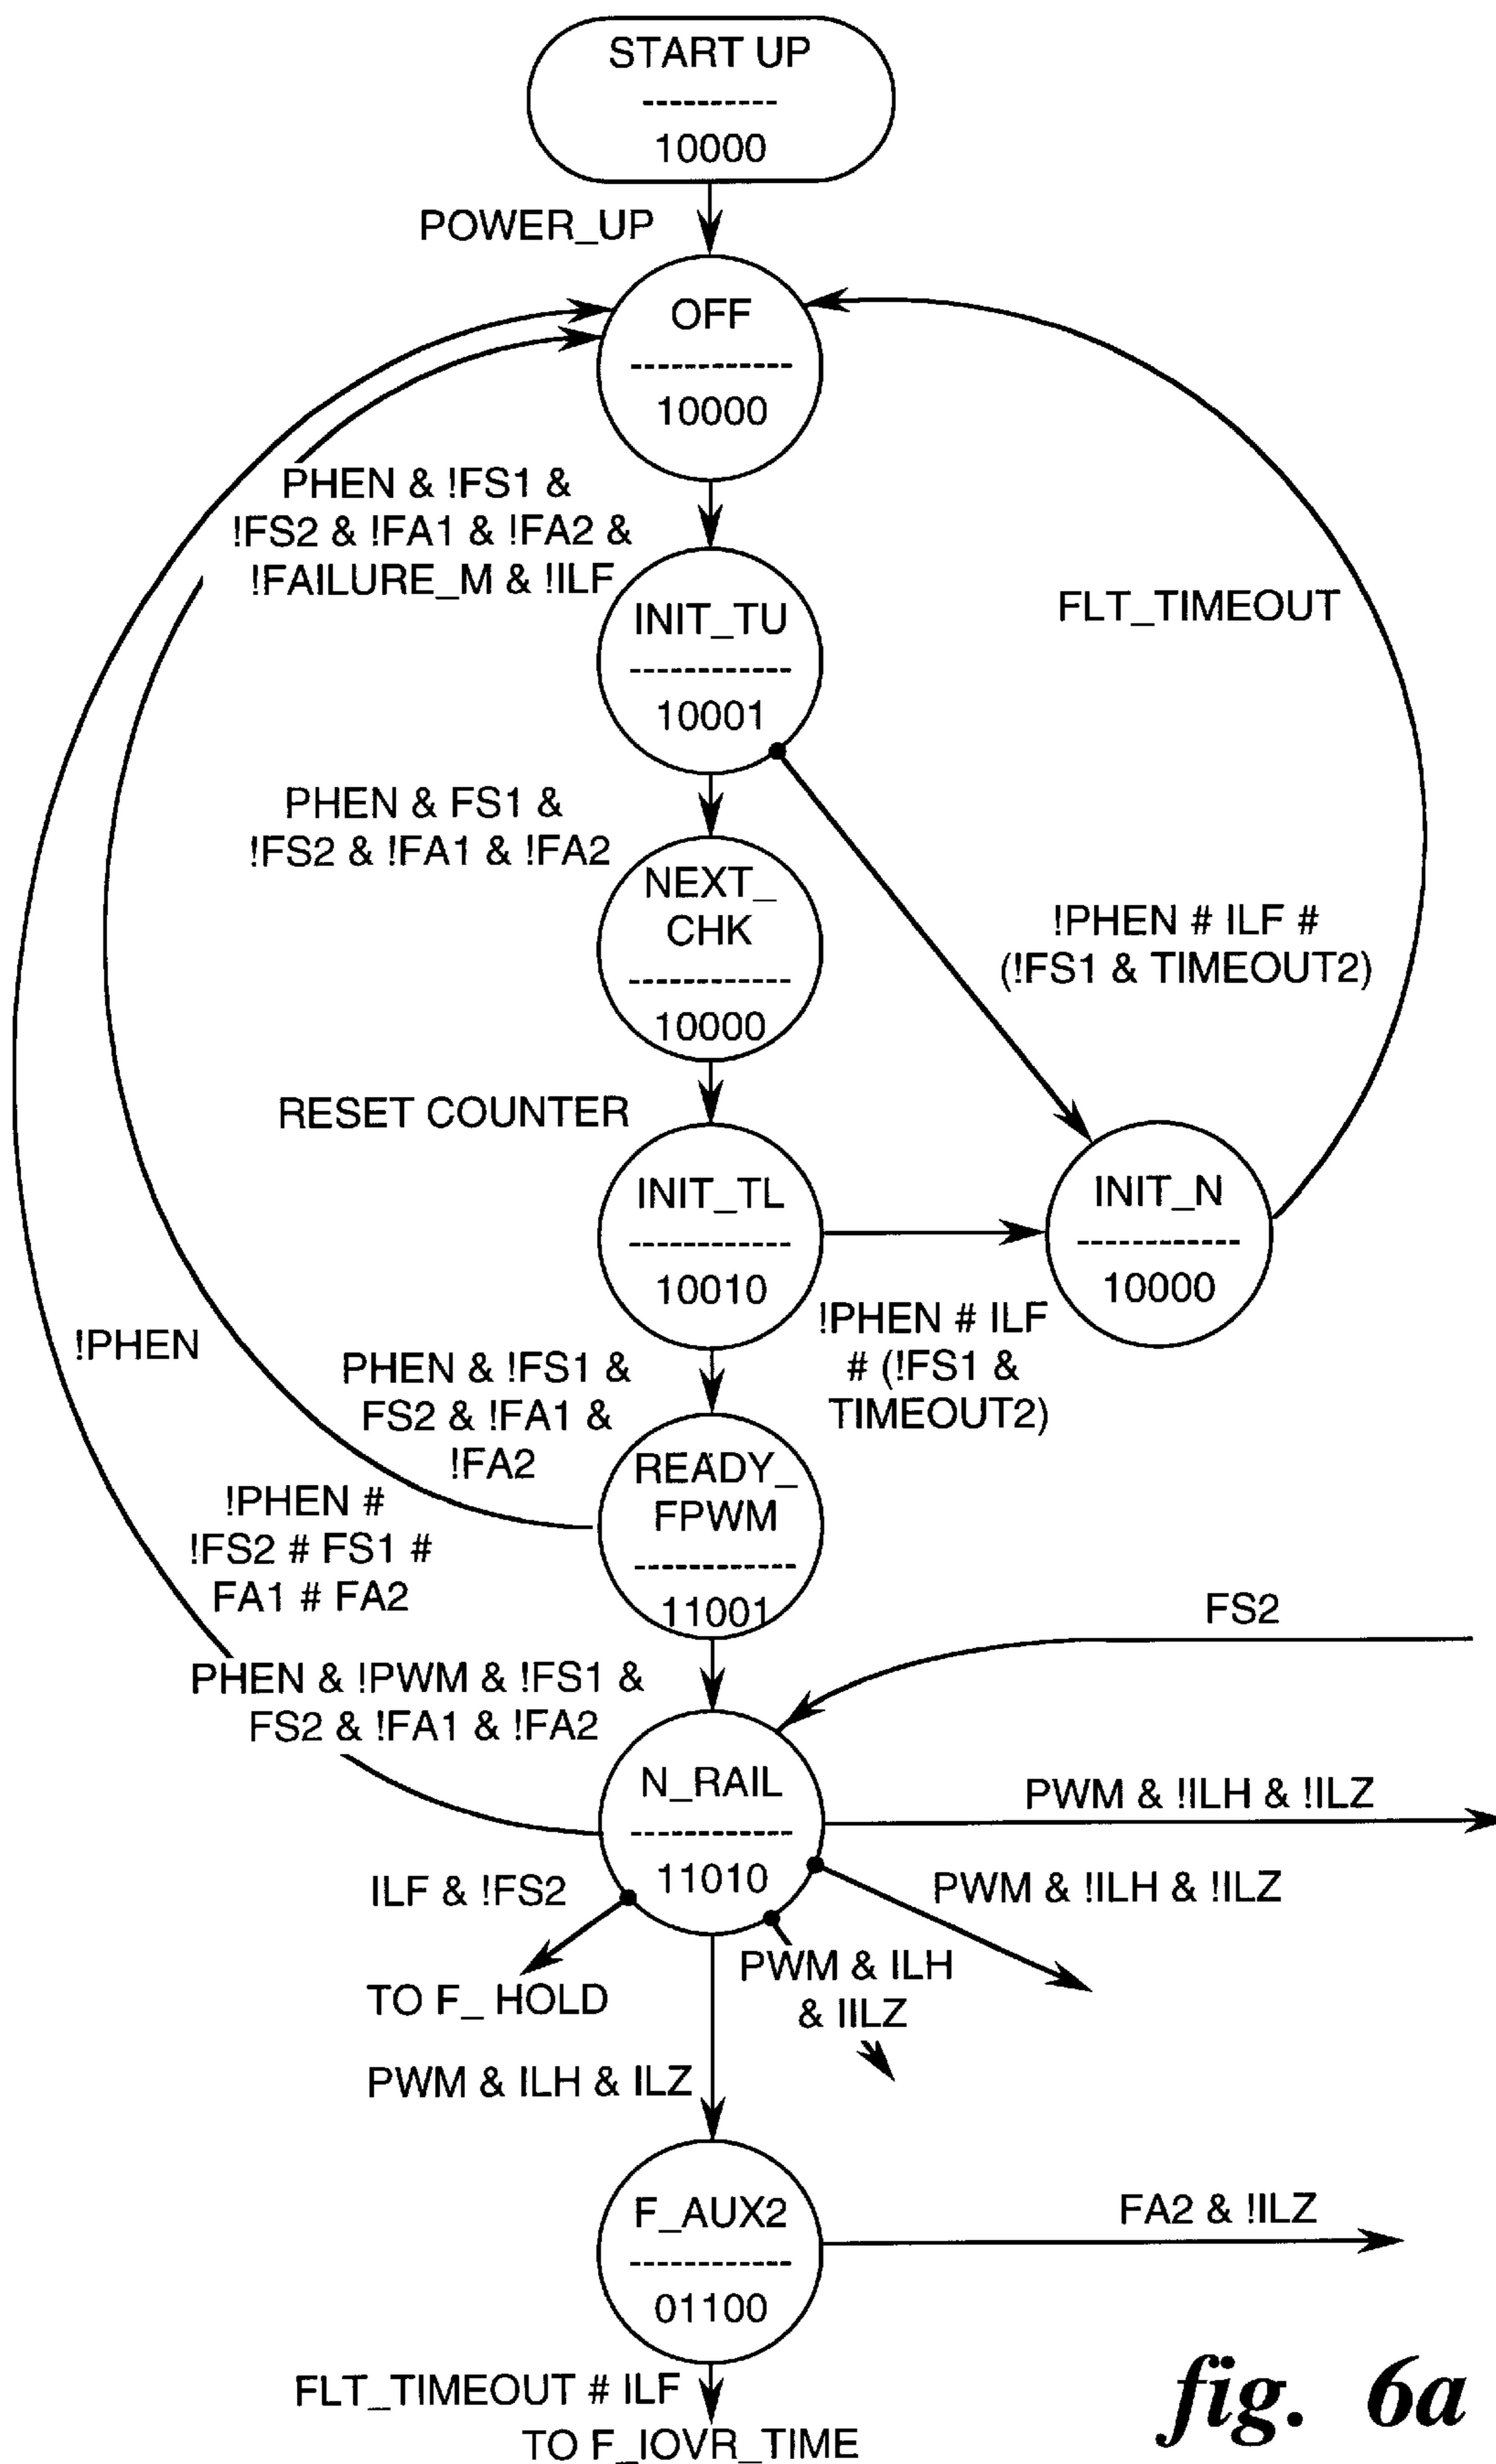 START UP
10000
POWER_UP
OFF
10000
PHEN & !FS1 &
!FS2 & !FA1 & !FA2 &
!FAILURE_M & !ILF
INIT_TU
10001
FLT_TIMEOUT
PHEN & FS1 &
!FS2 & !FA1 & !FA2
NEXT_
CHK
10000
!PHEN # ILF #
(!FS1 & TIMEOUT2)
RESET COUNTER
INIT_TL
10010
INIT_N
10000
!PHEN # ILF
# (!FS1 &
TIMEOUT2)
!PHEN
PHEN & !FS1 &
FS2 & !FA1 &
!FA2
READY_
FPWM
11001
!PHEN #
!FS2 # FS1 #
FA1 # FA2
FS2
PHEN & !PWM & !FS1 &
FS2 & !FA1 & !FA2
N_RAIL
11010
PWM & !ILH & !ILZ
PWM & !ILH & !ILZ
ILF & !FS2
TO F_ HOLD
PWM & ILH
& IILZ
PWM & ILH & ILZ
F_AUX2
01100
FA2 & !ILZ
FLT_TIMEOUT # ILF
TO F_IOVR_TIME
fig. 6a